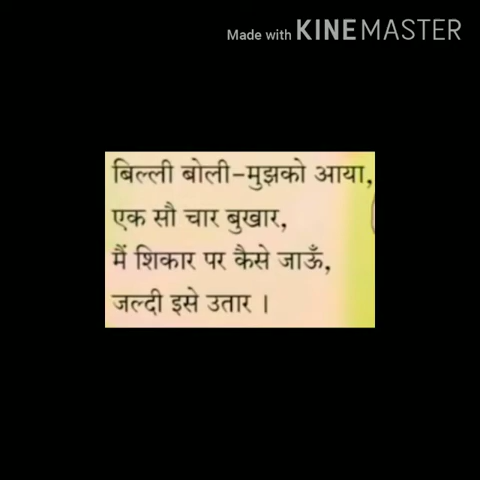 Made with KINEMASTER
बिल्ली बोली-मुझको आया,
एक सौ चार बुखार,
मैं शिकार पर कैसे जाऊँ,
जल्दी इसे उतार ।